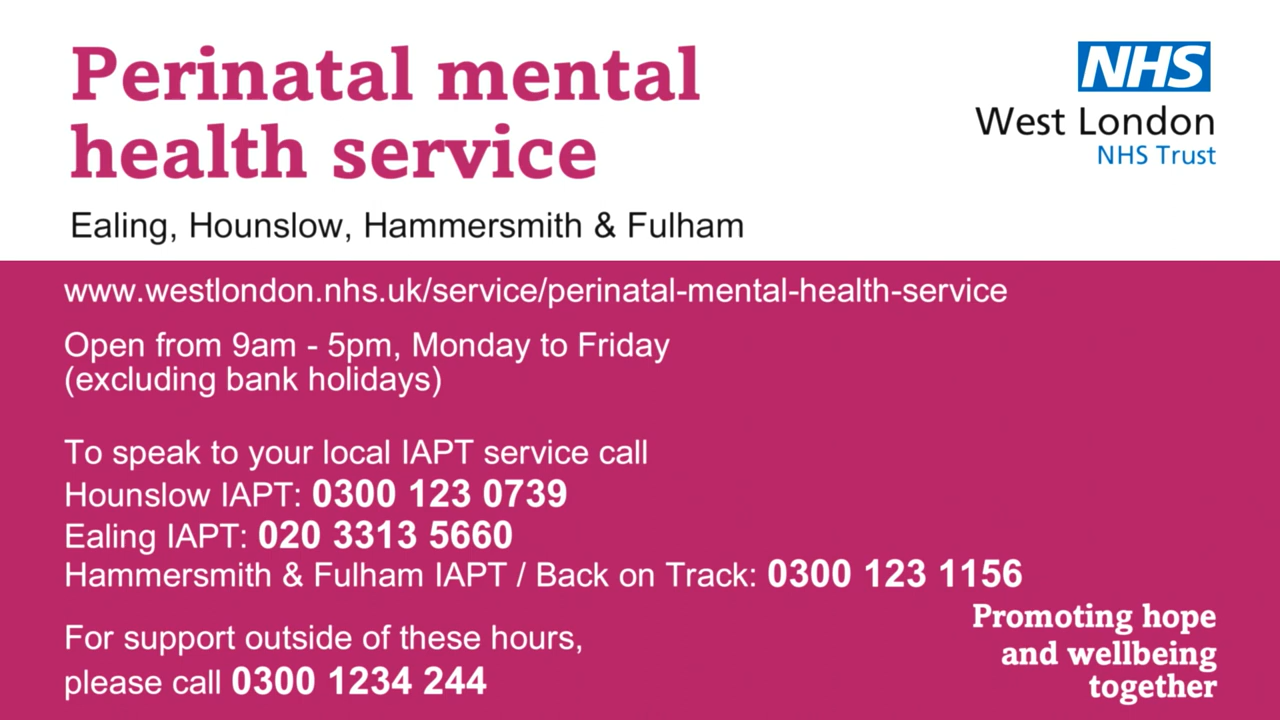 Perinatal mental
health service
NHS
West London
NHS Trust
Ealing, Hounslow, Hammersmith & Fulham
www.westlondon.nhs.uk/service/perinatal-mental-health-service
Open from 9am - 5pm, Monday to Friday
(excluding bank holidays)
To speak to your local IAPT service call
Hounslow IAPT: 0300 123 0739
Ealing IAPT: 020 3313 5660
Hammersmith & Fulham IAPT / Back on Track: 0300 123 1156
For support outside of these hours,
please call 0300 1234 244
Promoting hope
and wellbeing
together